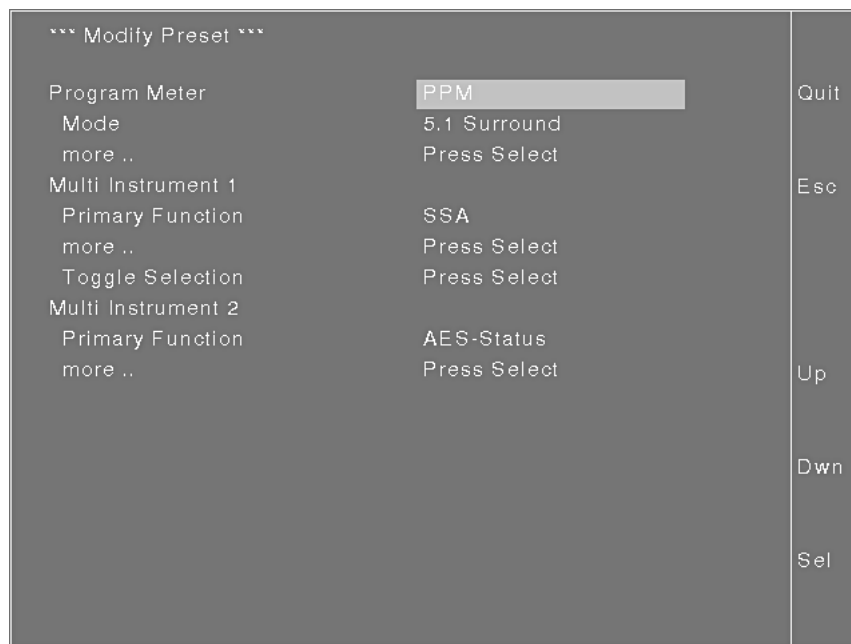 *** Modify Preset ***
Program Meter PPM
Mode 5.1 Surround
more .. Press Select
Multi Instrument 1
Primary Function SSA
more .. Press Select
Toggle Selection Press Select
Multi Instrument 2
Primary Function AES-Status
more .. Press Select
Quit
Esc
Up
Dwn
Sel